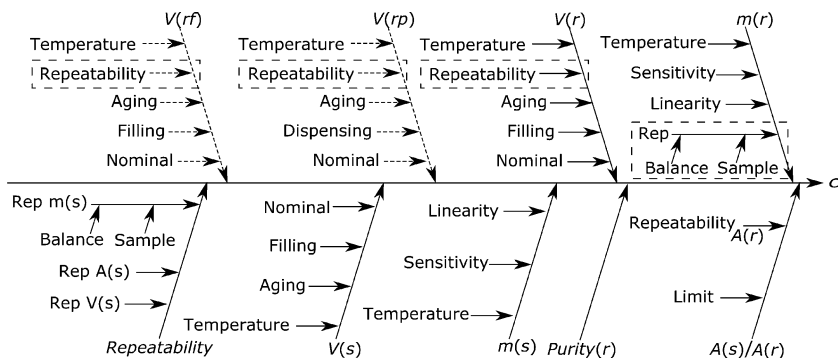 V(rf)
Temperature
Repeatability
Aging
Filling
Nominal
V(rp)
Temperature
Repeatability
Aging
Dispensing
Nominal
V(r)
Temperature
Repeatability
Aging
Filling
Nominal
m(r)
Temperature
Sensitivity
Linearity
Rep
Balance
Sample
c
Rep m(s)
Balance
Sample
Rep A(s)
Rep V(s)
Repeatability
Nominal
Filling
Aging
Temperature
V(s)
Linearity
Sensitivity
Temperature
m(s)
Purity(r)
Repeatability
A(r)
Limit
A(s)/A(r)